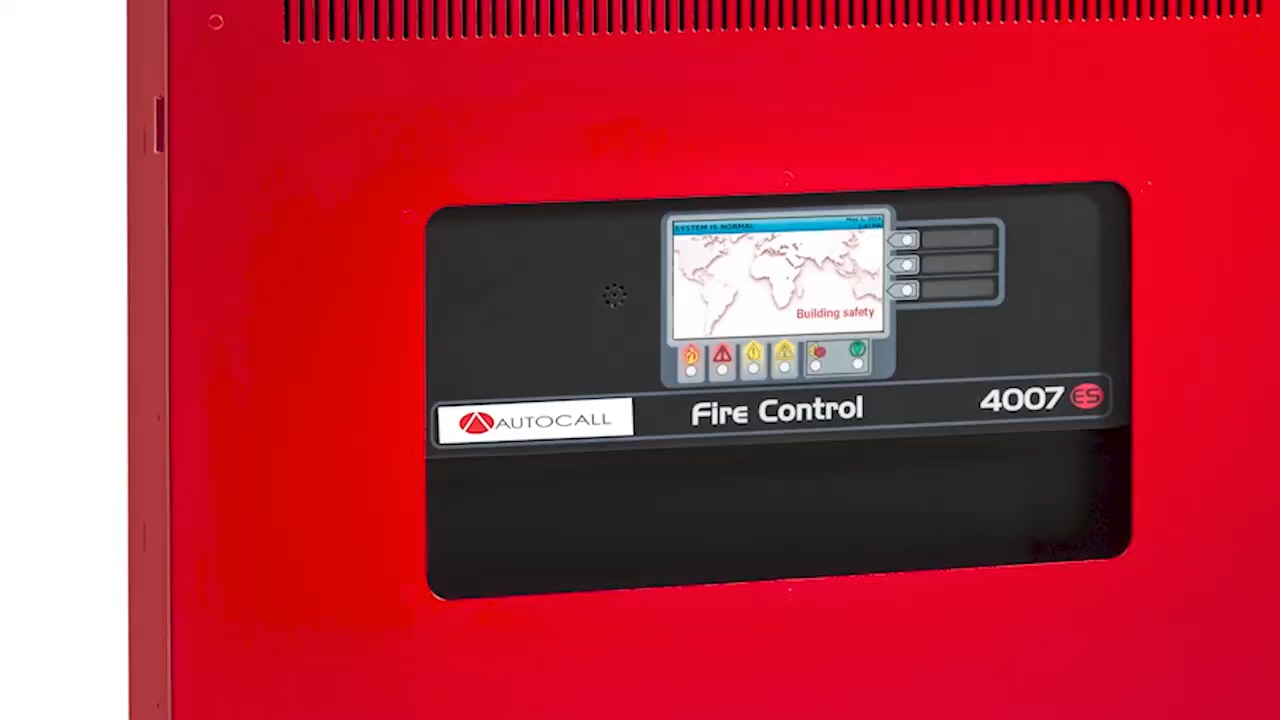 SYSTEM IS NORMAL
Building safety
AUTOCALL
Fire Control
4007 ES